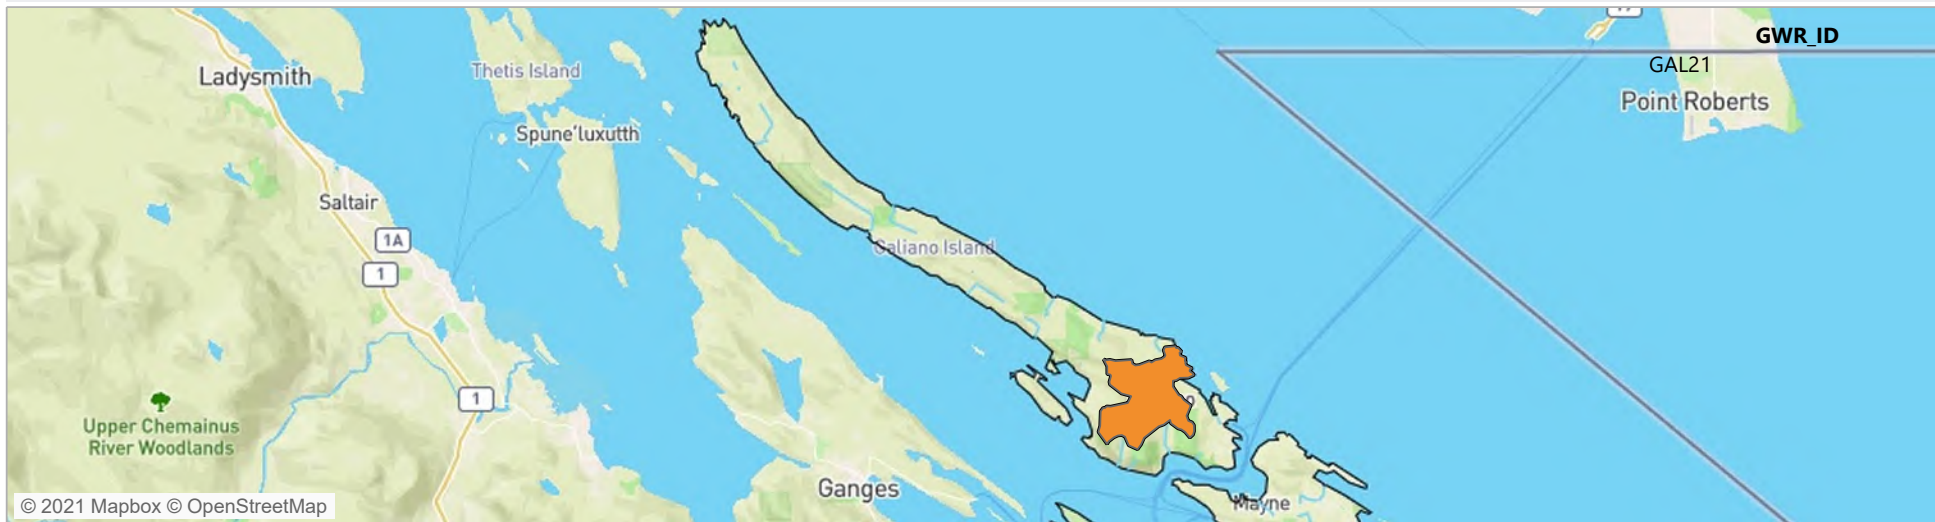 GWR_ID
GAL21
Point Roberts
Ladysmith
Thetis Island
Spune'luxutth
Saltair
1A
1
Galiano Island
1
Upper Chemainus
River Woodlands
Ganges
Mayne
© 2021 Mapbox © OpenStreetMap